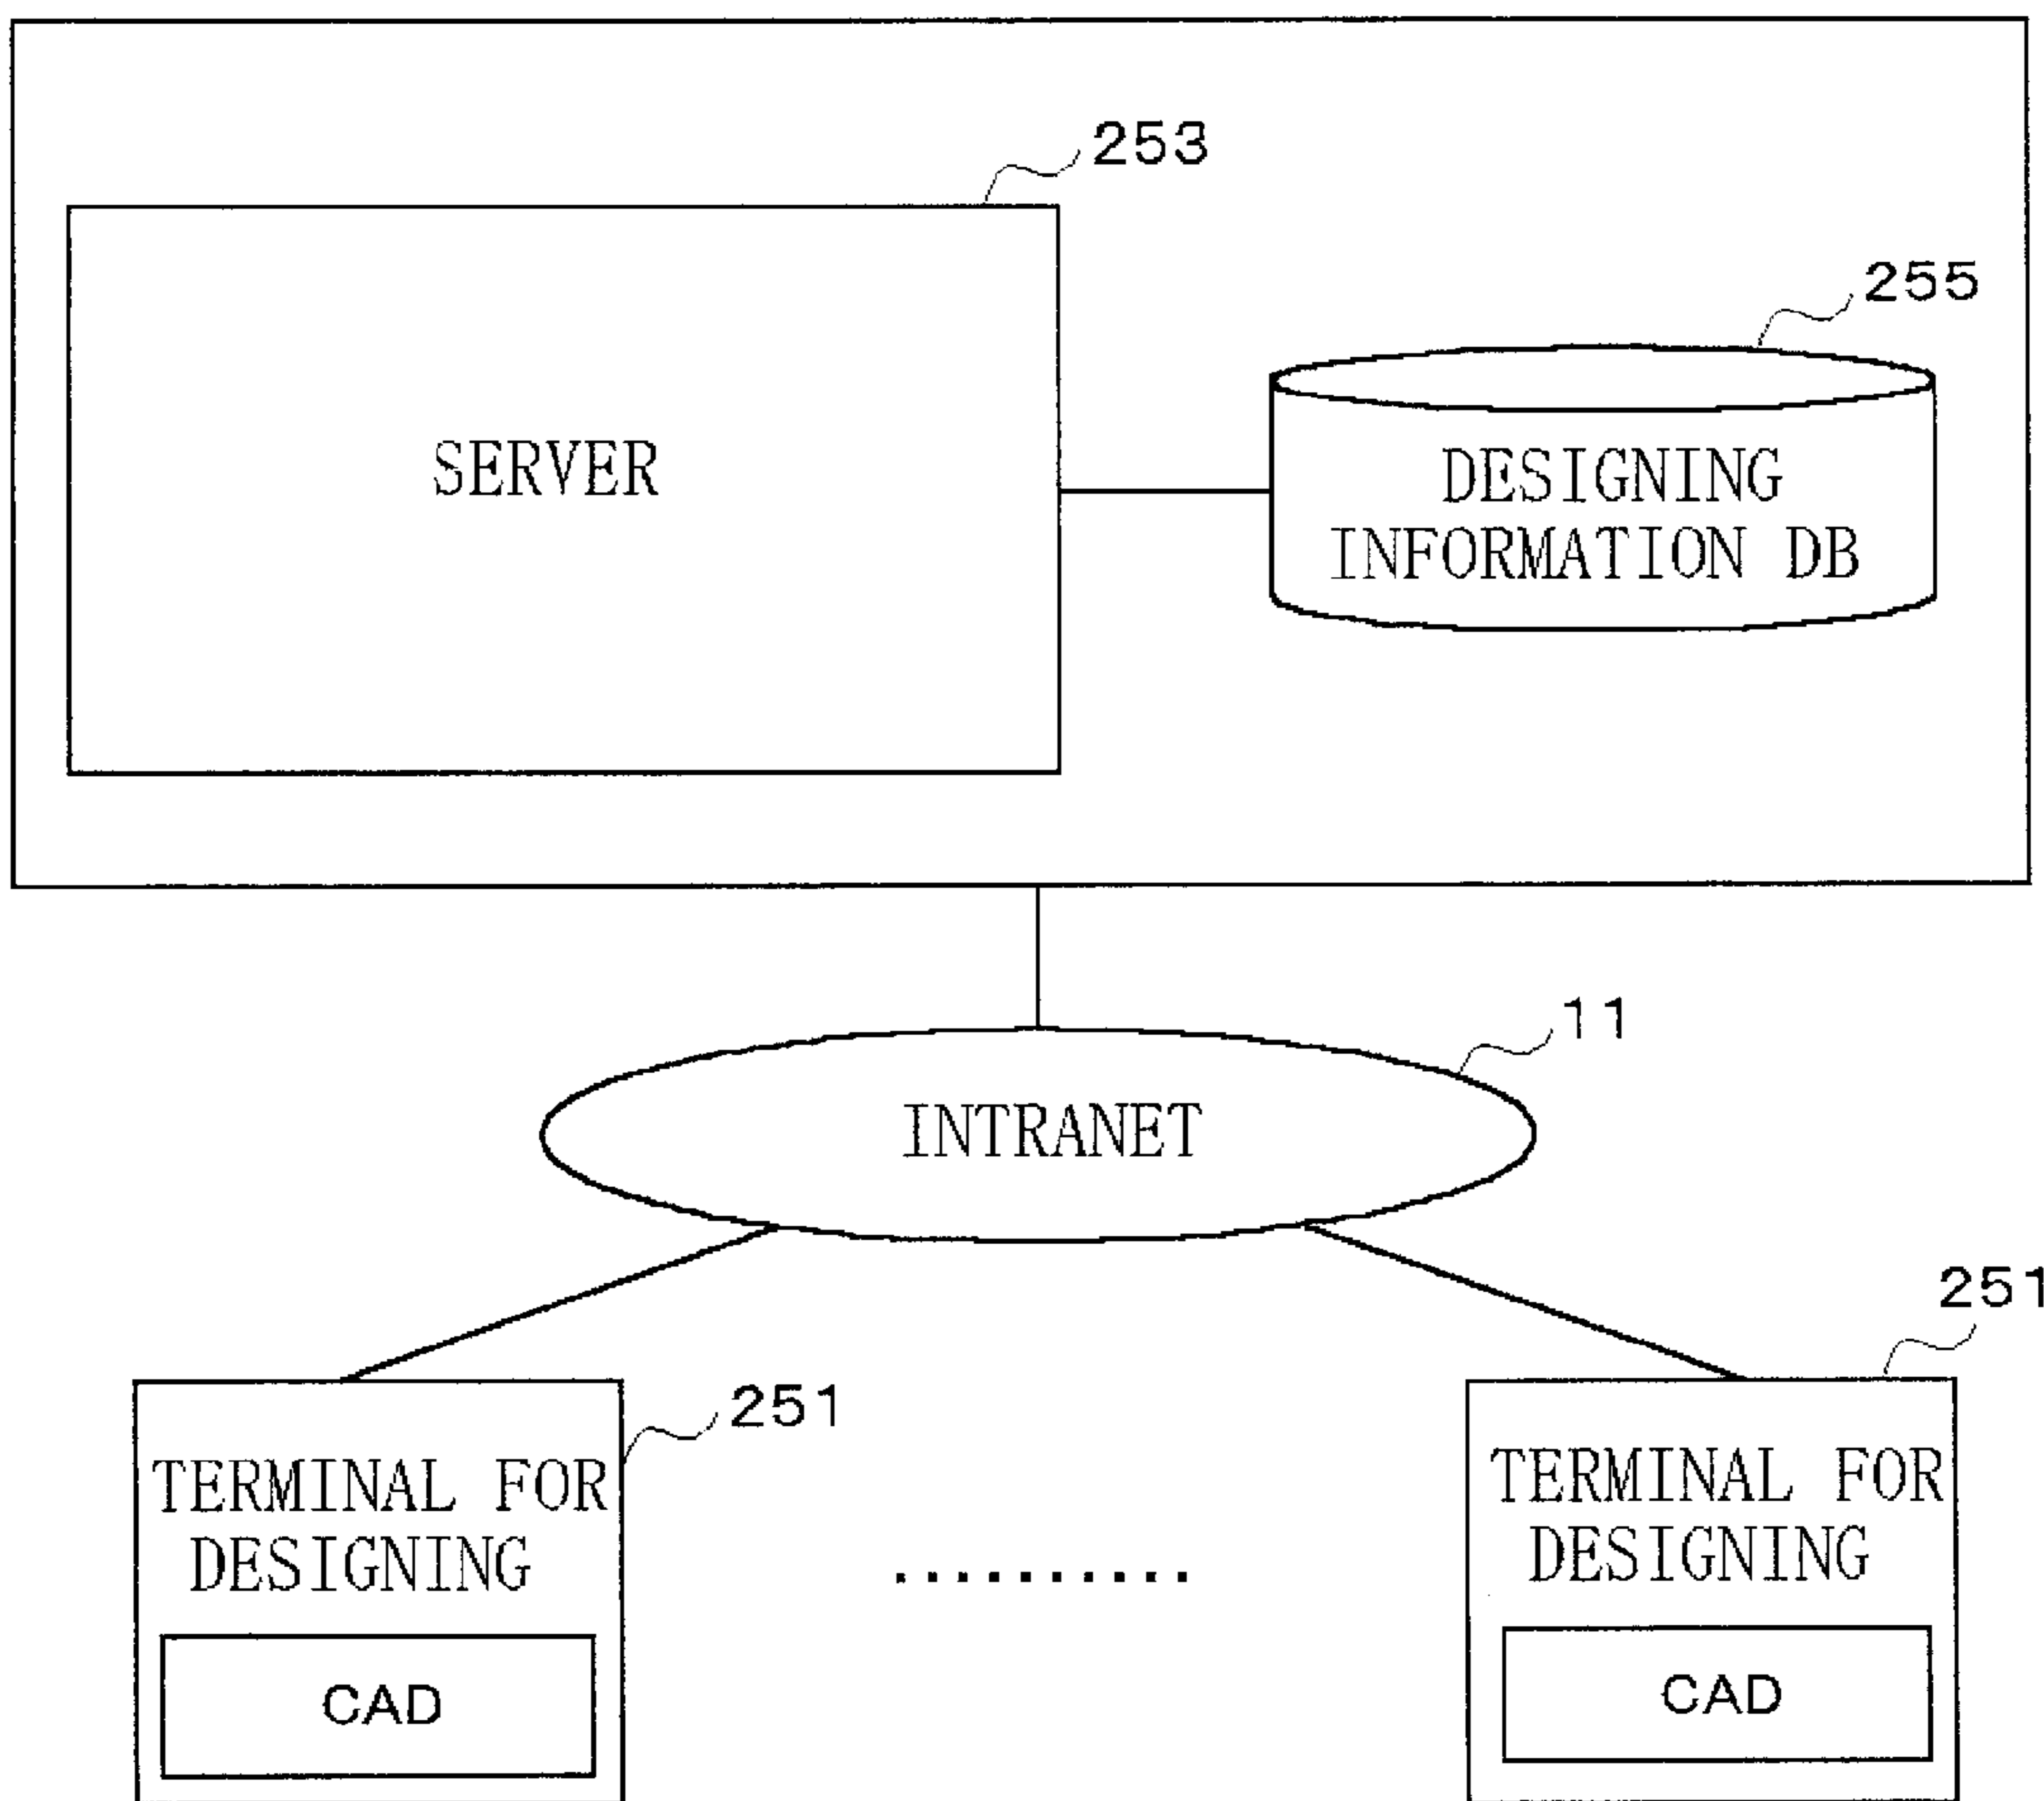 253
255
SERVER
DESIGNING
INFORMATION DB
11
INTRANET
251
251
TERMINAL FOR
DESIGNING
CAD
TERMINAL FOR
DESIGNING
CAD